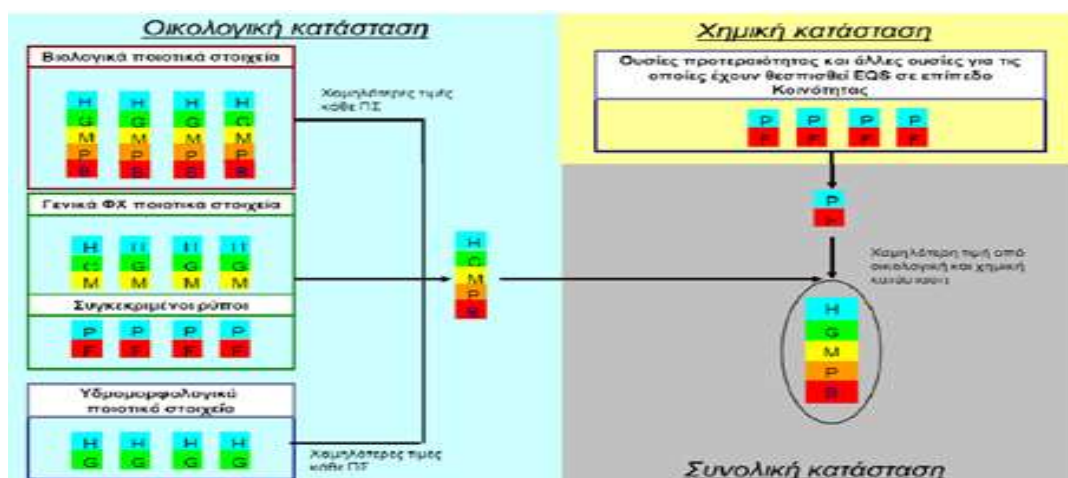 Οικολογική κατάσταση
Βιολογικά ποιοτικά στοιχεία
H H H H
G G G G
M M M M
P P P P
B B B B
Χαμηλότερες τιμές
κάθε ΠΣ
Γενικά ΦΧ ποιοτικά στοιχεία
H H H H
G G G G
M M M M
Συγκεκριμένοι ρύποι
P P P P
F F F F
Υδρομορφολογικά
ποιοτικά στοιχεία
H H H H
G G G G
Χαμηλότερες τιμές
κάθε ΠΣ
H
G
M
P
B
Χημική κατάσταση
Ουσίες προτεραιότητας και άλλες ουσίες για τις
οποίες έχουν θεσπισθεί EQS σε επίπεδο
Κοινότητας
P P P P
F F F F
P
F
Χαμηλότερη τιμή από
οικολογική και χημική
κατάσταση
H
G
M
P
B
Συνολική κατάσταση